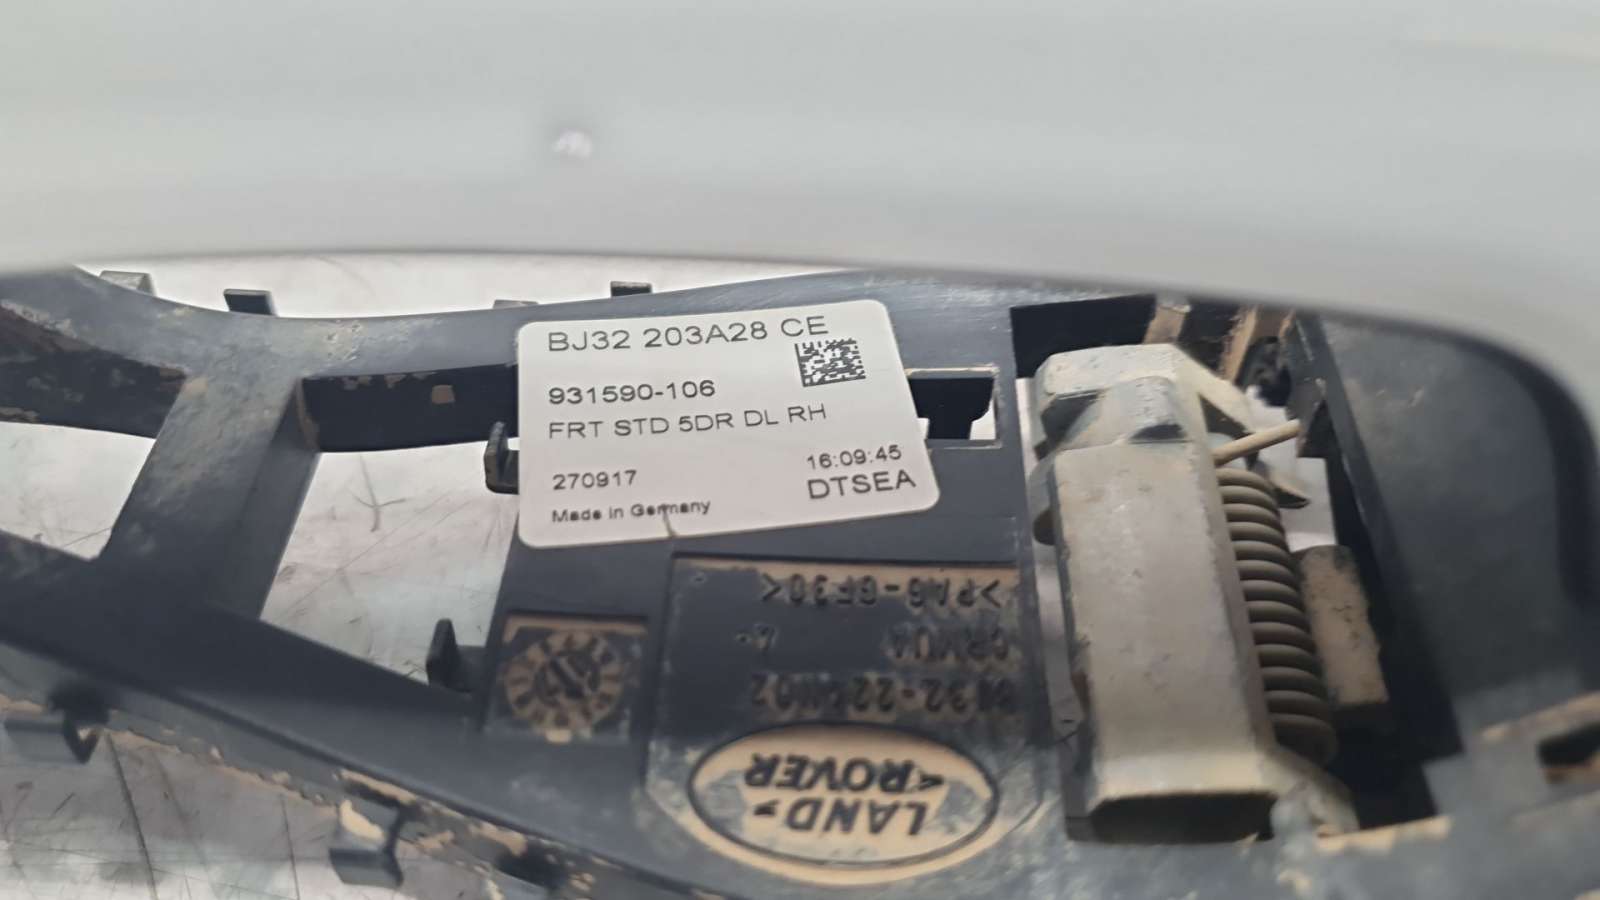 BJ32 203A28 CE
931590-106
FRT STD 5DR DL RH
270917
16:09:45
DTSEA
Made in Germany
>PA6-GF30<
LAND
ROVER